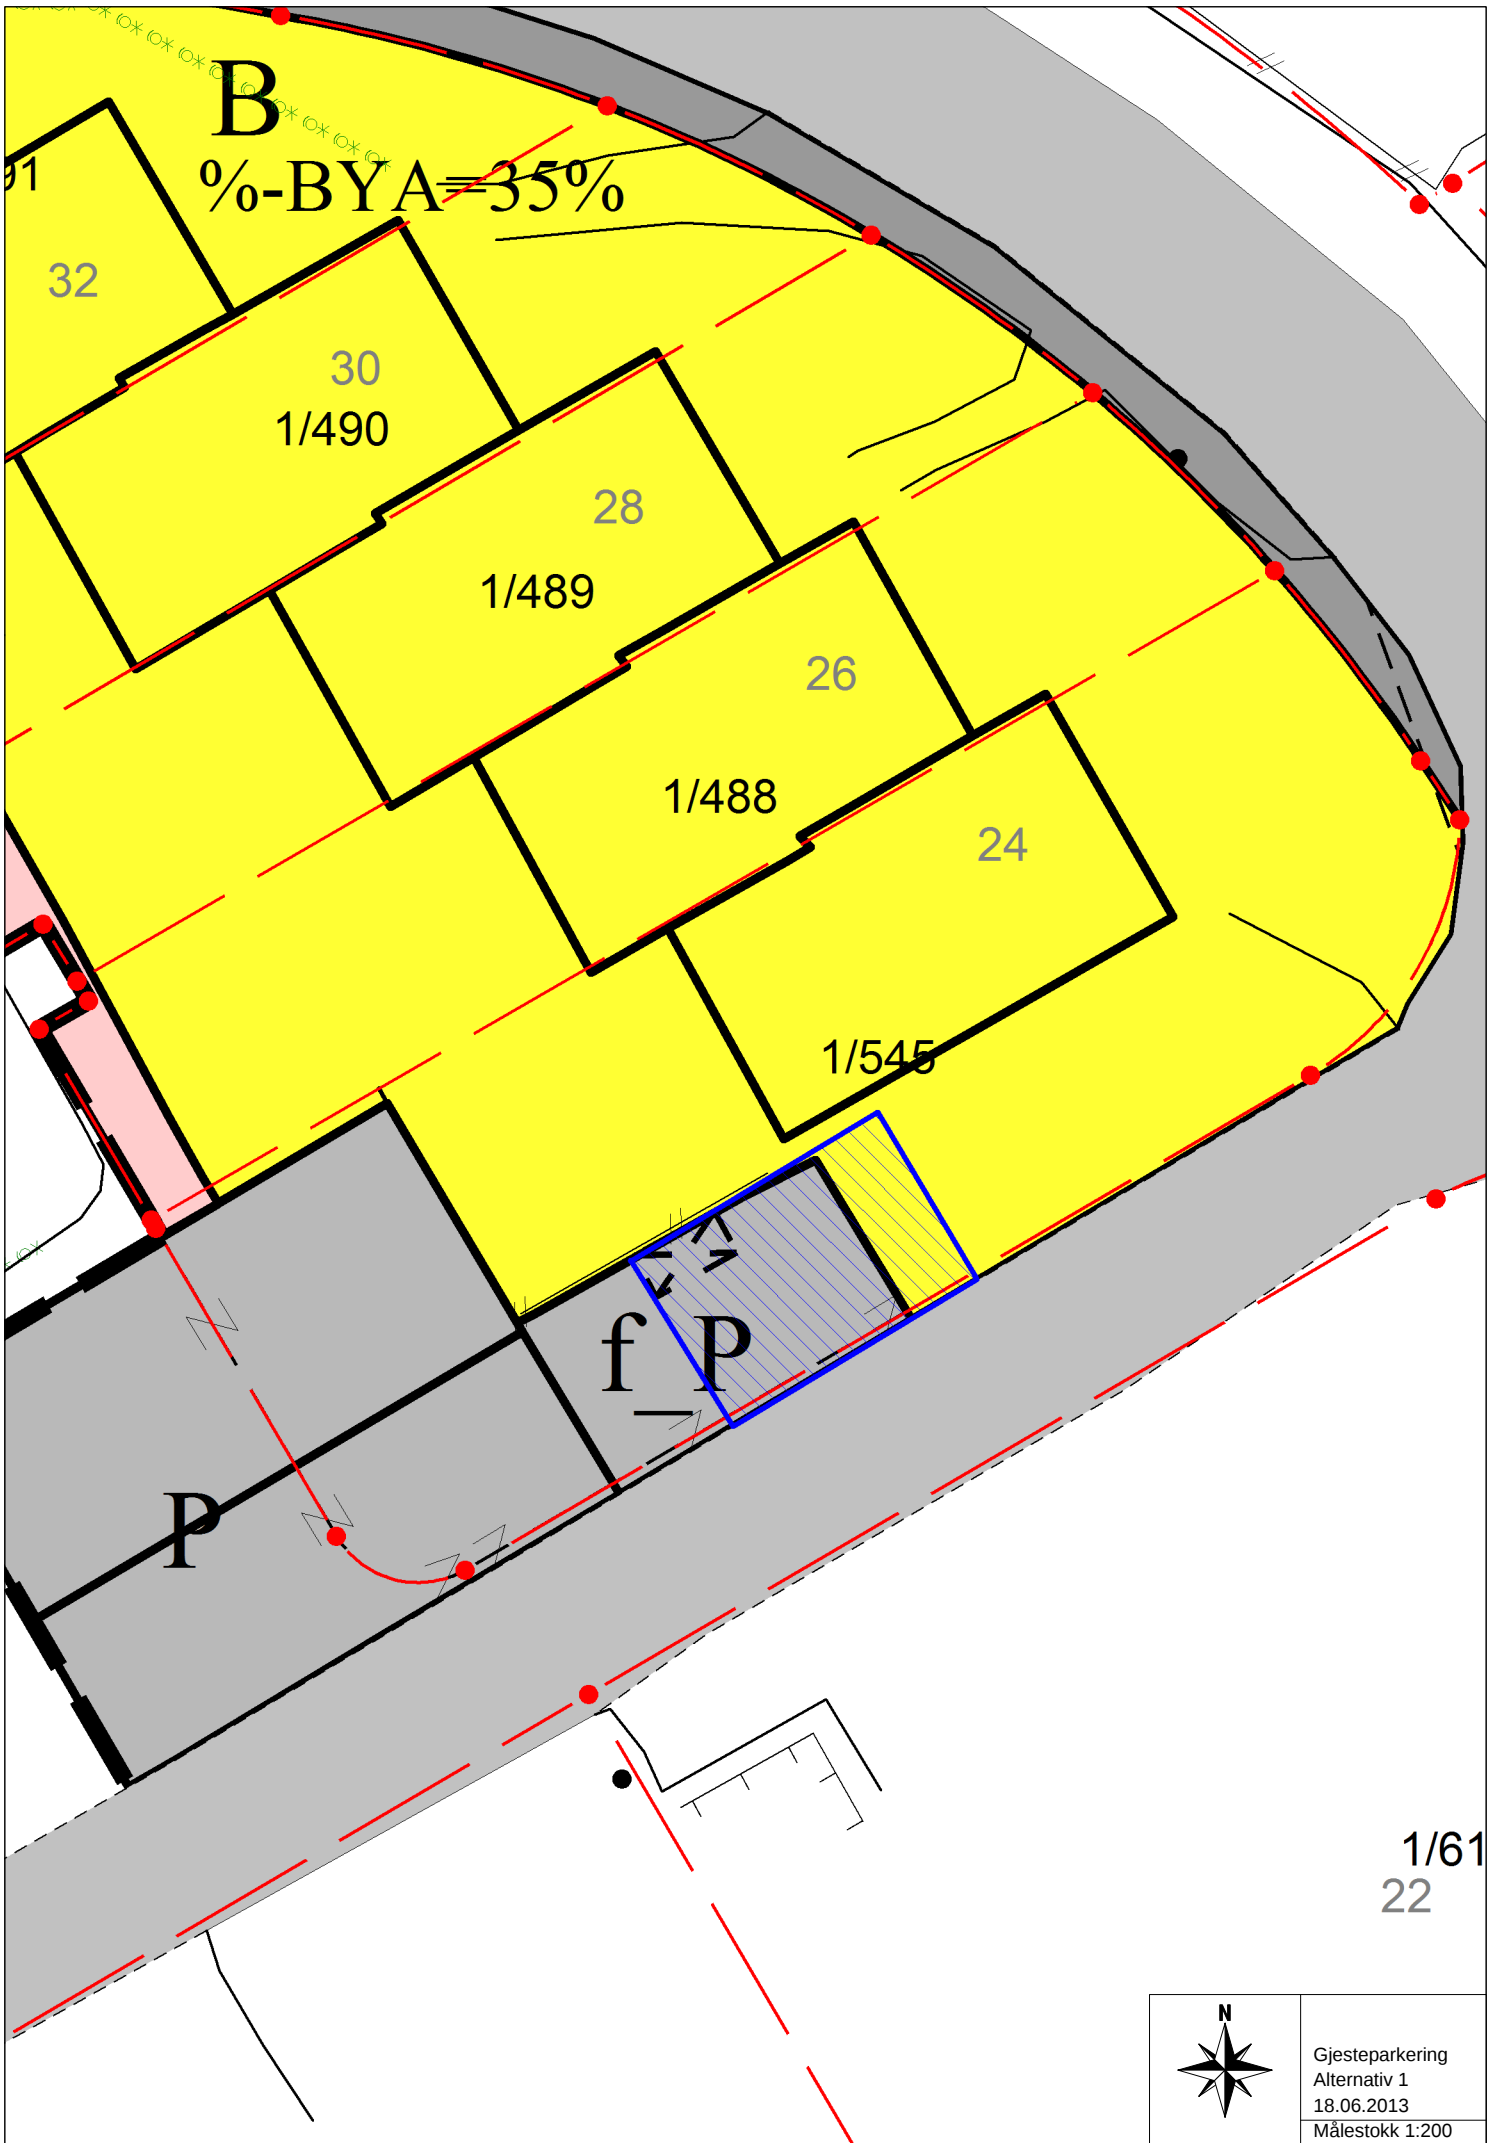 B
%-BYA=35%
91
32
30
1/490
28
1/489
26
1/488
24
1/545
f_P
P
1/61
22
N
Gjesteparkering
Alternativ 1
18.06.2013
Målestokk 1:200